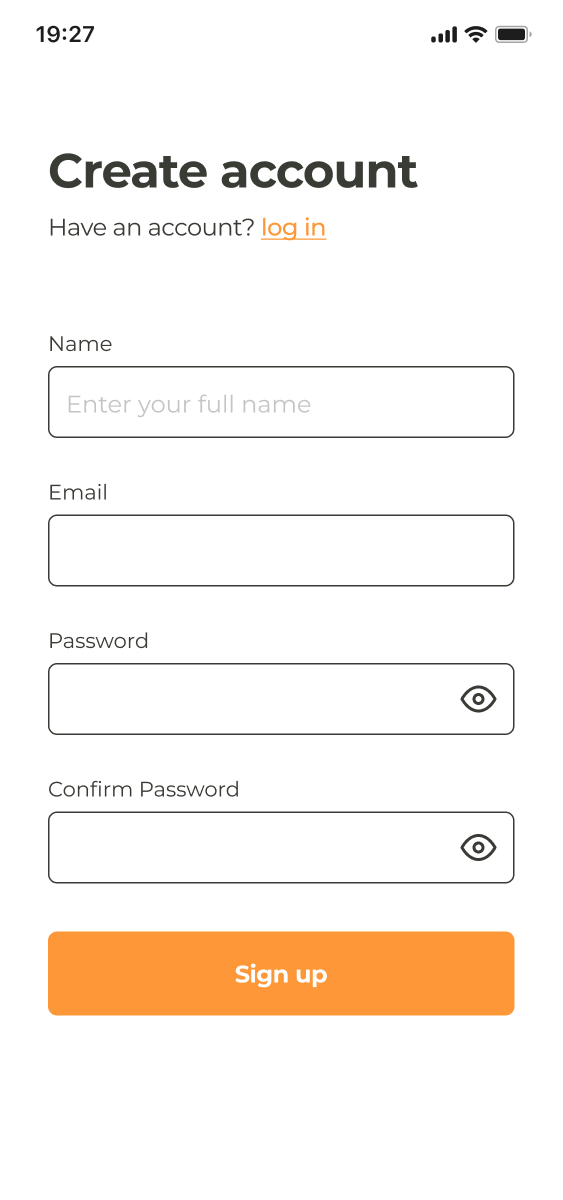 19:27
Create account
Have an account? log in
Name
Enter your full name
Email
Password
Confirm Password
Sign up